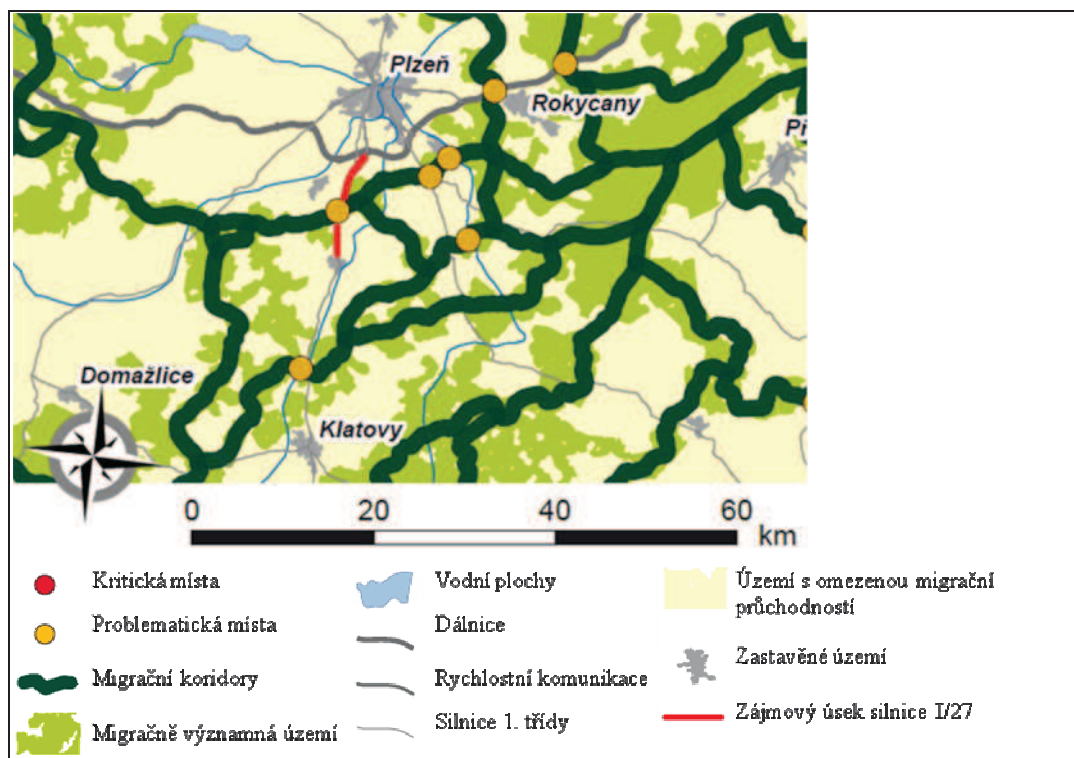 Plzeň
Rokycany
Př
Domažlice
Klatovy
0 20 40 60
km
Kritická místa
Problematická místa
Migrační koridory
Migračně významná území
Vodní plochy
Dálnice
Rychlostní komunikace
Silnice 1. třídy
Území s omezenou migrační
průchodností
Zastavěné území
Zájmový úsek silnice I/27